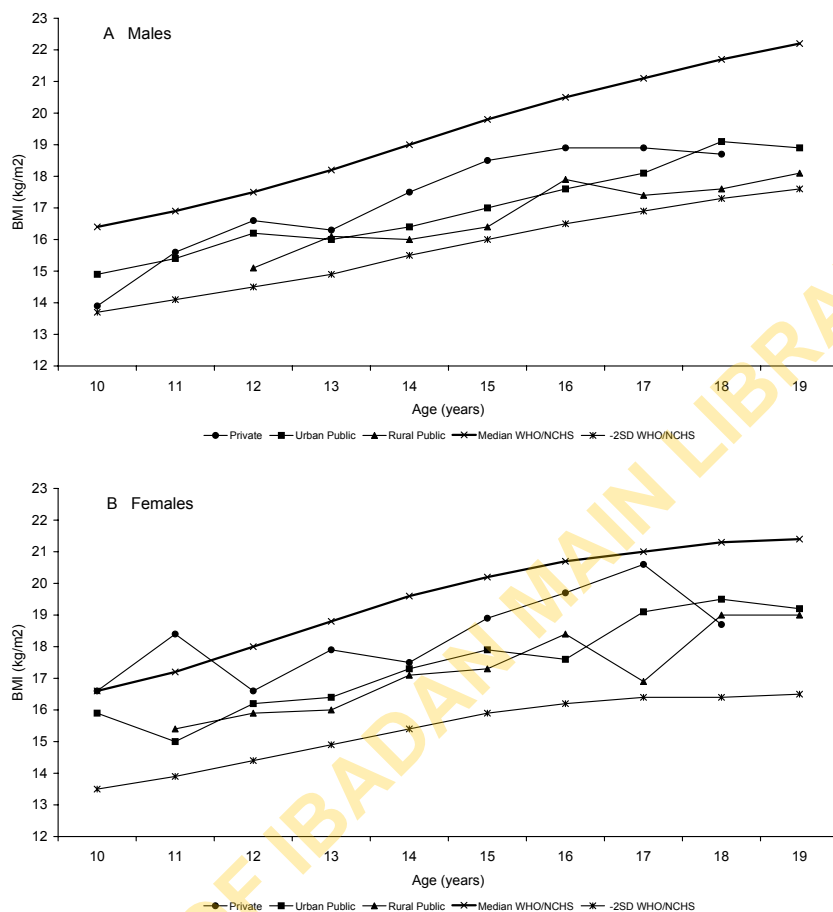 A Males
BMI (kg/m2)
23
22
21
20
19
18
17
16
15
14
13
12
10 11 12 13 14 15 16 17 18 19
Age (years)
Private Urban Public Rural Public Median WHO/NCHS -2SD WHO/NCHS
B Females
BMI (kg/m2)
23
22
21
20
19
18
17
16
15
14
13
12
10 11 12 13 14 15 16 17 18 19
Age (years)
Private Urban Public Rural Public Median WHO/NCHS -2SD WHO/NCHS
OF IBADAN MAIN LIBRA